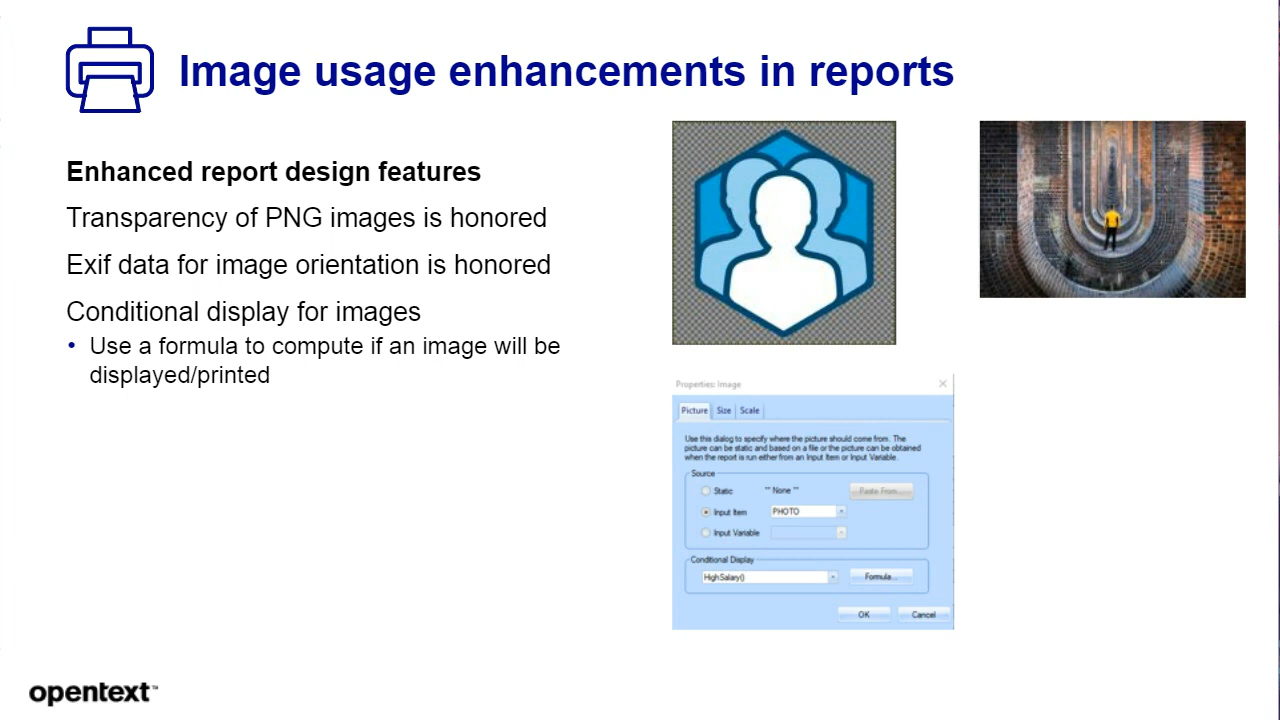 Image usage enhancements in reports
Enhanced report design features
Transparency of PNG images is honored
Exif data for image orientation is honored
Conditional display for images
• Use a formula to compute if an image will be
displayed/printed
Properties: Image
Picture Size Scale
Use this dialog to specify where the picture should come from. The
picture can be static and based on a file or the picture can be obtained
when the report is run either from an Input Item or Input Variable.
Source
Static ** None ** Paste From...
Input Item PHOTO
Input Variable
Conditional Display
HighSalary() Formula...
OK Cancel
opentext™